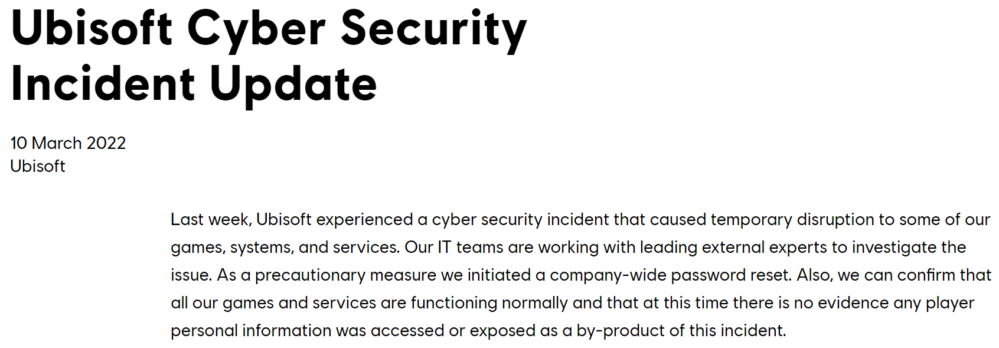 Ubisoft Cyber Security
Incident Update
10 March 2022
Ubisoft
Last week, Ubisoft experienced a cyber security incident that caused temporary disruption to some of our
games, systems, and services. Our IT teams are working with leading external experts to investigate the
issue. As a precautionary measure we initiated a company-wide password reset. Also, we can confirm that
all our games and services are functioning normally and that at this time there is no evidence any player
personal information was accessed or exposed as a by-product of this incident.